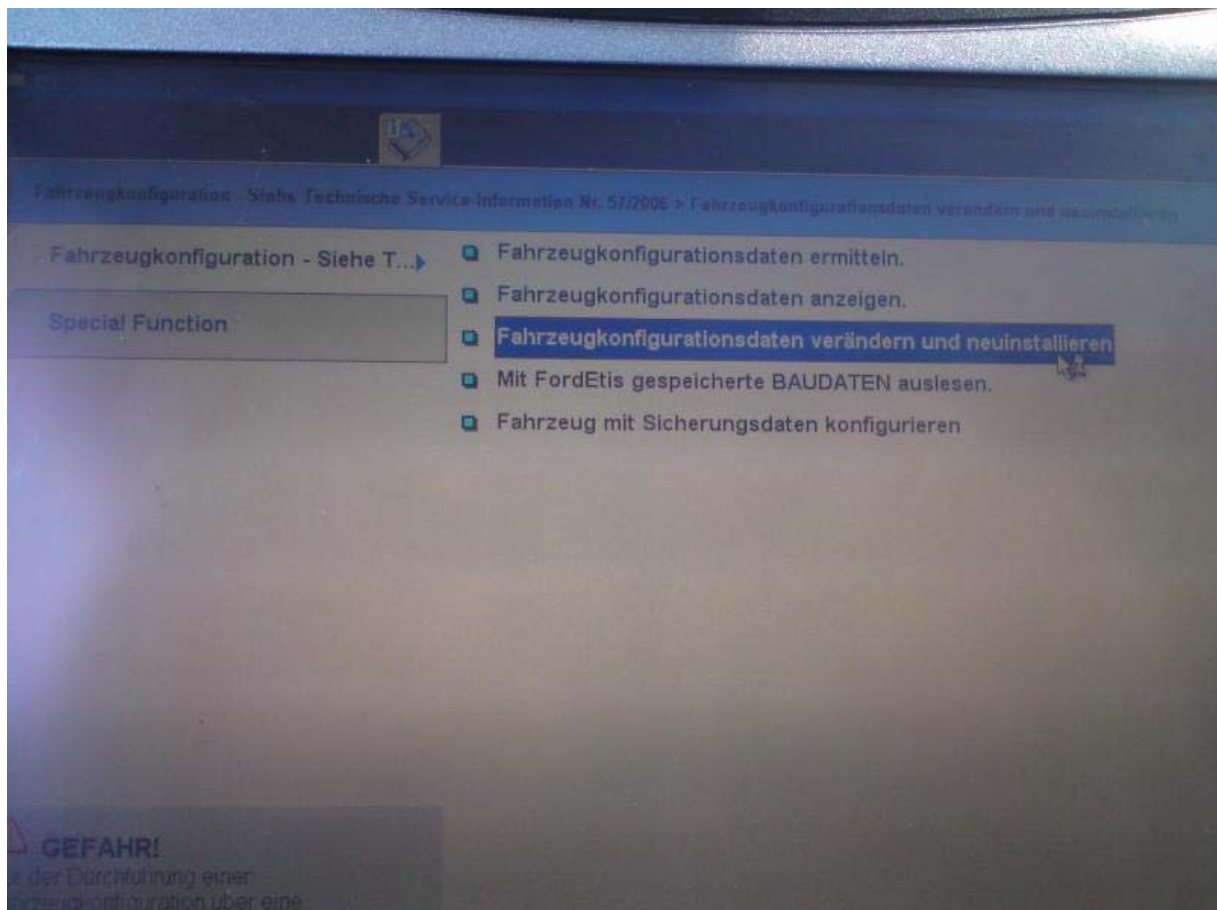 Fahrzeugkonfiguration - Siehe Technische Service Information Nr. 57/2006 > Fahrzeugkonfigurationsdaten verändern und neuinstallieren
Fahrzeugkonfiguration - Siehe T...
Special Function
Fahrzeugkonfigurationsdaten ermitteln.
Fahrzeugkonfigurationsdaten anzeigen.
Fahrzeugkonfigurationsdaten verändern und neuinstallieren
Mit FordEtis gespeicherte BAUDATEN auslesen.
Fahrzeug mit Sicherungsdaten konfigurieren
GEFAHR!
der Durchführung einer
über eine